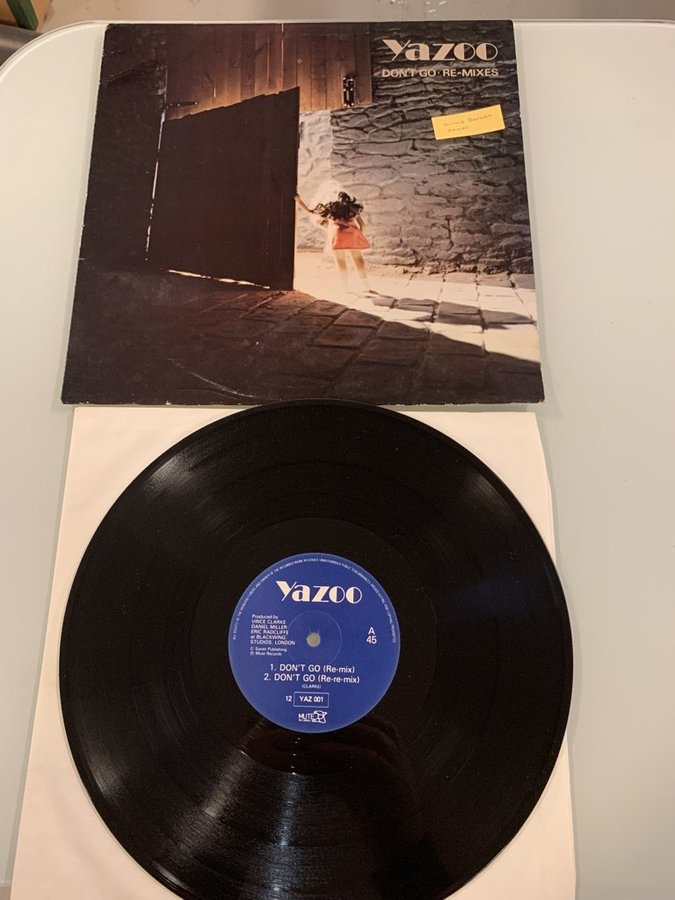 Yazoo
DON'T GO · RE-MIXES
Yazoo
Produced by
VINCE CLARKE
DANIEL MILLER
ERIC RADCLIFFE
at BLACKWING
STUDIOS, LONDON
© Sonet Publishing
℗ Mute Records
A
45
1. DON'T GO (Re-mix)
2. DON'T GO (Re-re-mix)
(CLARKE)
12 YAZ 001
MUTE